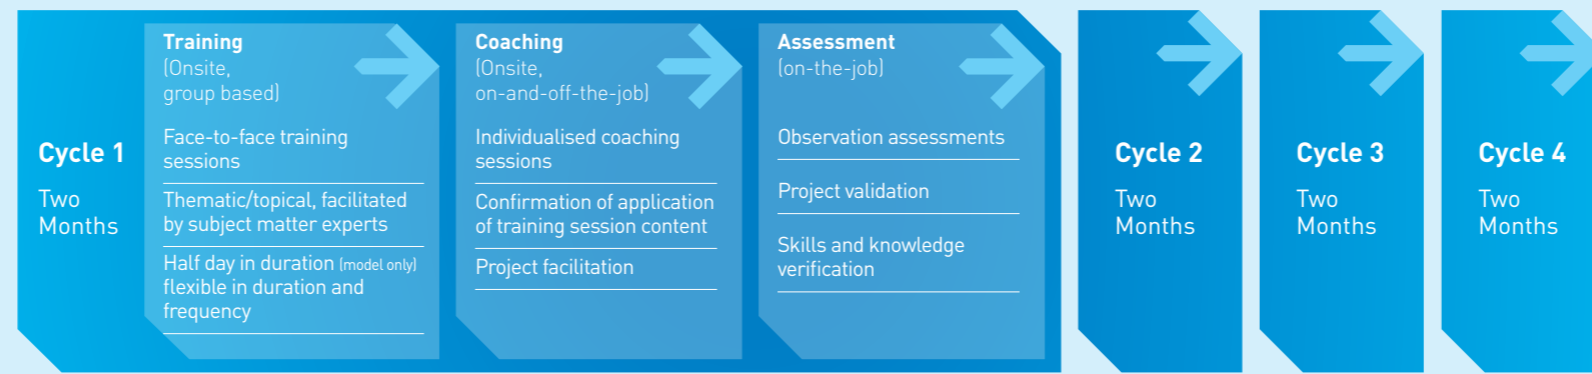 Cycle 1
Two
Months
Training
(Onsite,
group based)
Face-to-face training
sessions
Thematic/topical, facilitated
by subject matter experts
Half day in duration (model only)
flexible in duration and
frequency
Coaching
(Onsite,
on-and-off-the-job)
Individualised coaching
sessions
Confirmation of application
of training session content
Project facilitation
Assessment
(on-the-job)
Observation assessments
Project validation
Skills and knowledge
verification
Cycle 2
Two
Months
Cycle 3
Two
Months
Cycle 4
Two
Months